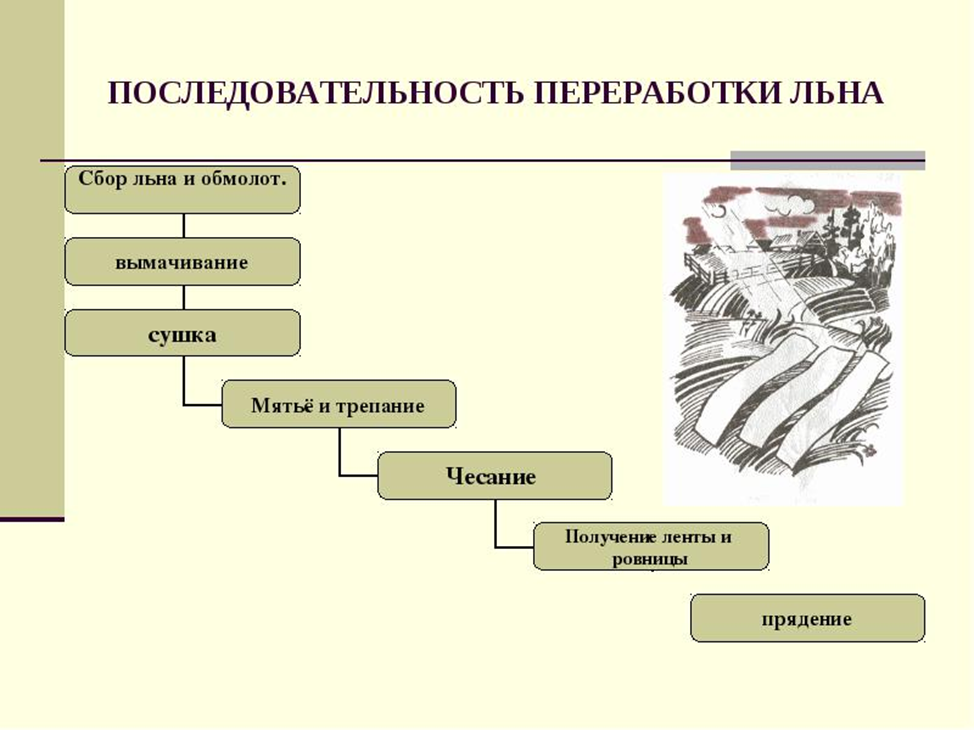 ПОСЛЕДОВАТЕЛЬНОСТЬ ПЕРЕРАБОТКИ ЛЬНА
Сбор льна и обмолот.
вымачивание
сушка
Мятьё и трепание
Чесание
Получение ленты и
ровницы
прядение